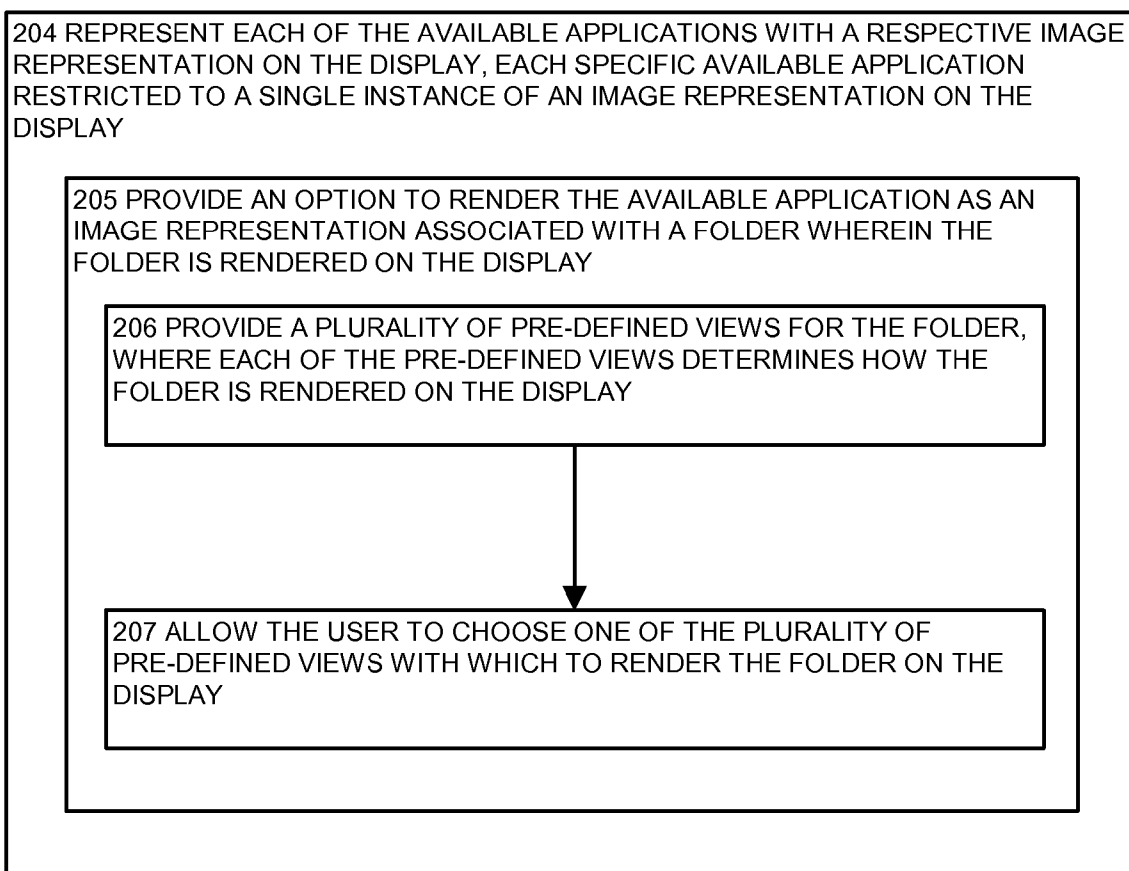 204 REPRESENT EACH OF THE AVAILABLE APPLICATIONS WITH A RESPECTIVE IMAGE
REPRESENTATION ON THE DISPLAY, EACH SPECIFIC AVAILABLE APPLICATION
RESTRICTED TO A SINGLE INSTANCE OF AN IMAGE REPRESENTATION ON THE
DISPLAY
205 PROVIDE AN OPTION TO RENDER THE AVAILABLE APPLICATION AS AN
IMAGE REPRESENTATION ASSOCIATED WITH A FOLDER WHEREIN THE
FOLDER IS RENDERED ON THE DISPLAY
206 PROVIDE A PLURALITY OF PRE-DEFINED VIEWS FOR THE FOLDER,
WHERE EACH OF THE PRE-DEFINED VIEWS DETERMINES HOW THE
FOLDER IS RENDERED ON THE DISPLAY
207 ALLOW THE USER TO CHOOSE ONE OF THE PLURALITY OF
PRE-DEFINED VIEWS WITH WHICH TO RENDER THE FOLDER ON THE
DISPLAY